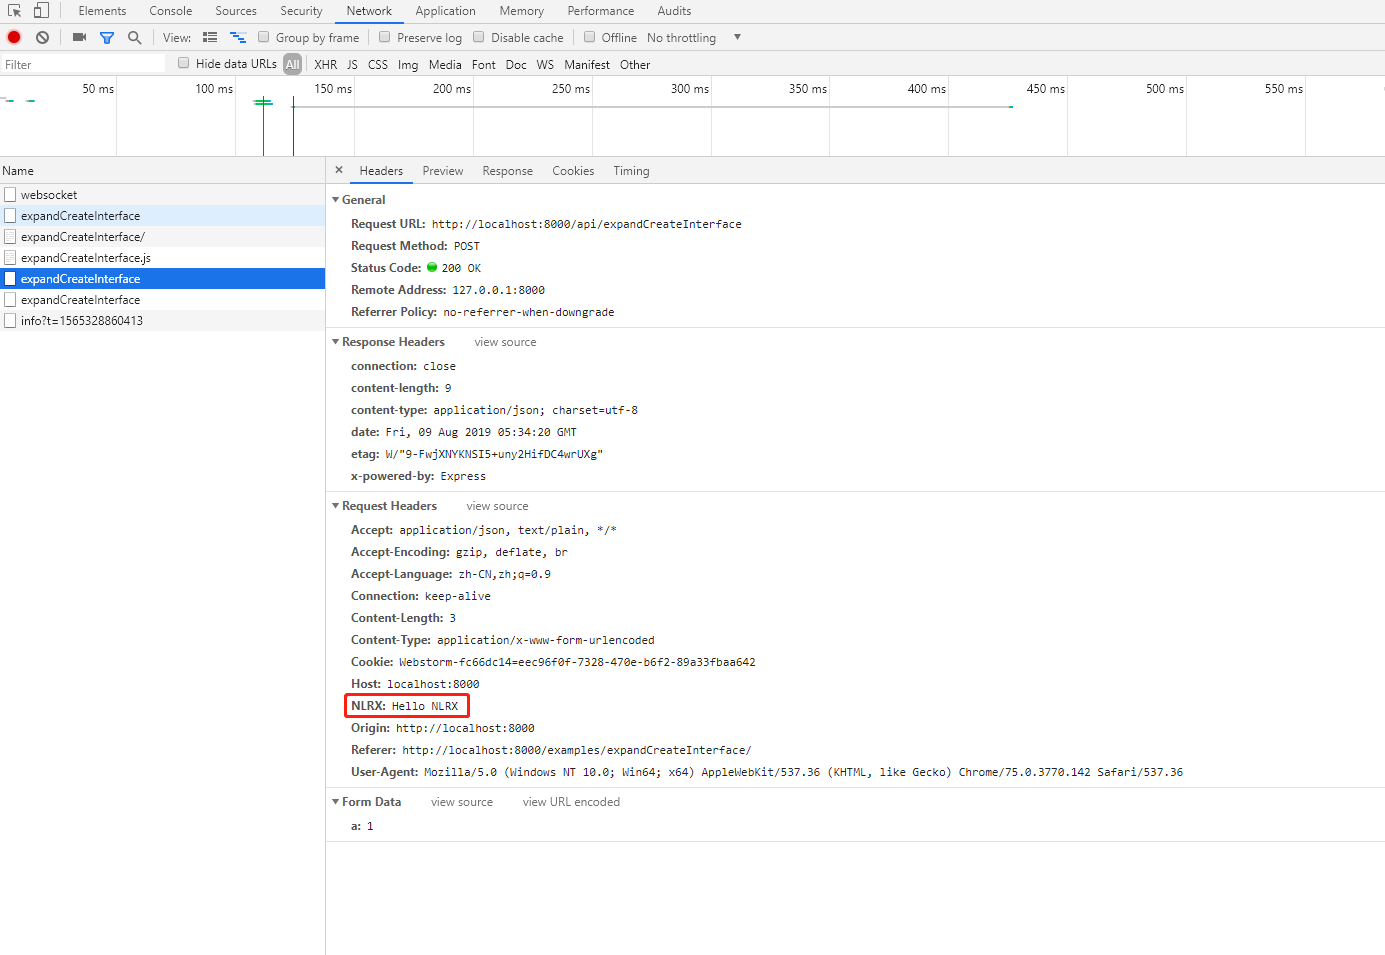 Elements Console Sources Security Network Application Memory Performance Audits
View: Group by frame Preserve log Disable cache Offline No throttling
Filter Hide data URLs All XHR JS CSS Img Media Font Doc WS Manifest Other
50 ms 100 ms 150 ms 200 ms 250 ms 300 ms 350 ms 400 ms 450 ms 500 ms 550 ms
Name
websocket
expandCreateInterface
expandCreateInterface/
expandCreateInterface.js
expandCreateInterface
expandCreateInterface
info?t=1565328860413
× Headers Preview Response Cookies Timing
General
Request URL: http://localhost:8000/api/expandCreateInterface
Request Method: POST
Status Code: 200 OK
Remote Address: 127.0.0.1:8000
Referrer Policy: no-referrer-when-downgrade
Response Headers view source
connection: close
content-length: 9
content-type: application/json; charset=utf-8
date: Fri, 09 Aug 2019 05:34:20 GMT
etag: W/"9-FwjXNYKNSI5+uny2HifDC4wrUXg"
x-powered-by: Express
Request Headers view source
Accept: application/json, text/plain, */*
Accept-Encoding: gzip, deflate, br
Accept-Language: zh-CN,zh;q=0.9
Connection: keep-alive
Content-Length: 3
Content-Type: application/x-www-form-urlencoded
Cookie: Webstorm-fc66dc14=eec96f0f-7328-470e-b6f2-89a33fbaa642
Host: localhost:8000
NLRX: Hello NLRX
Origin: http://localhost:8000
Referer: http://localhost:8000/examples/expandCreateInterface/
User-Agent: Mozilla/5.0 (Windows NT 10.0; Win64; x64) AppleWebKit/537.36 (KHTML, like Gecko) Chrome/75.0.3770.142 Safari/537.36
Form Data view source view URL encoded
a: 1